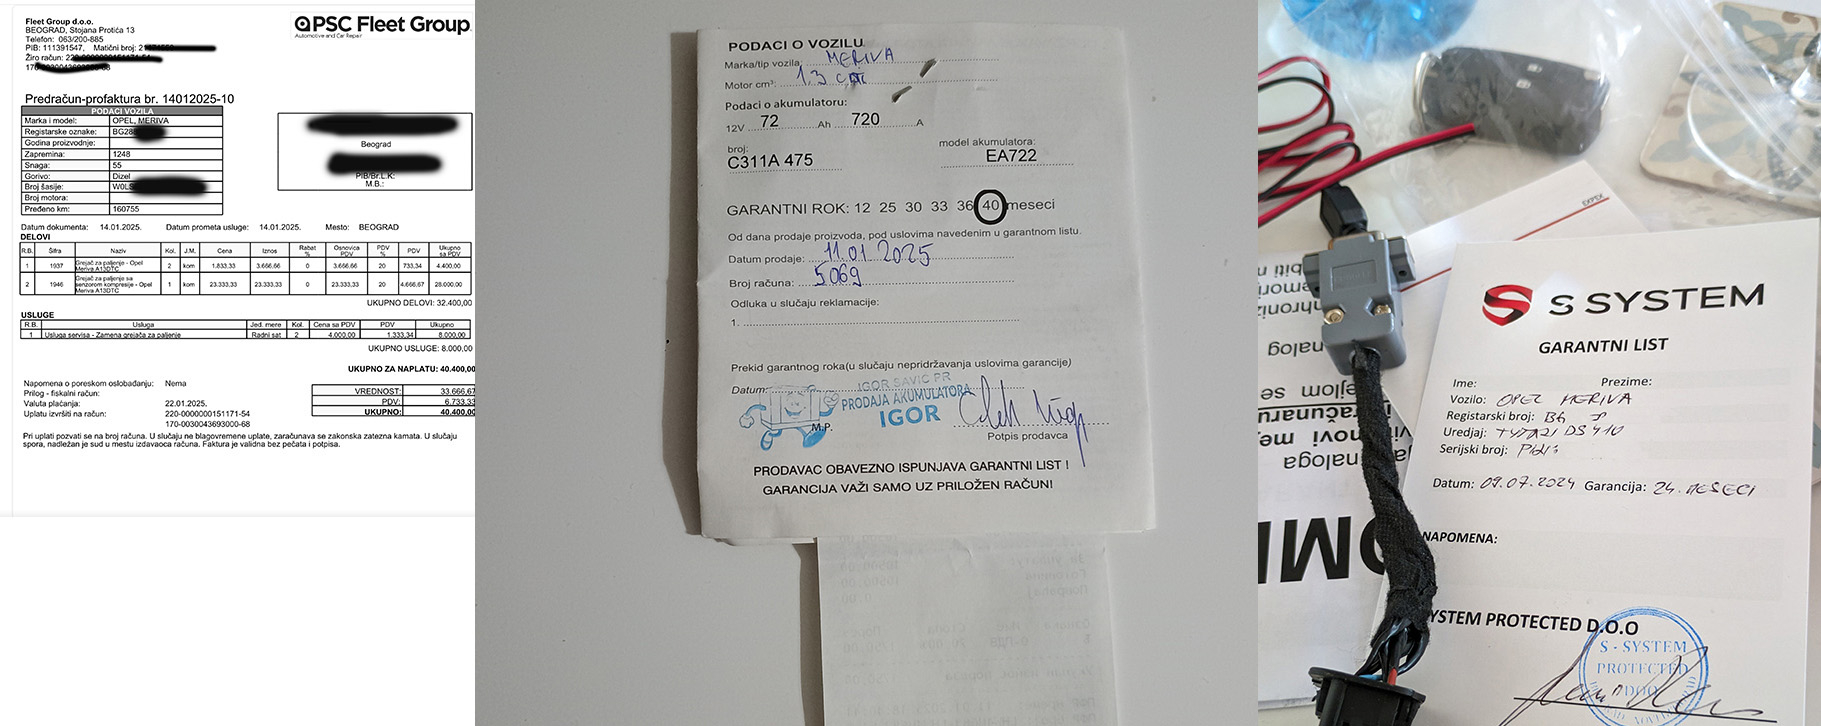 Fleet Group d.o.o.
BEOGRAD, Stojana Protića 13
Telefon: 063/200-885
PIB: 111391547, Matični broj:
Žiro račun:
PSC Fleet Group
Automotive and Car Repair
Predračun-profaktura br. 14012025-10
PODACI VOZILA
Marka i model: OPEL, MERIVA
Registarske oznake: BG28
Godina proizvodnje:
Zapremina: 1248
Snaga: 55
Gorivo: Dizel
Broj šasije: W0L
Broj motora:
Pređeno km: 160755
Beograd
PIB/Br.L.K:
M.B.:
Datum dokumenta: 14.01.2025. Datum prometa usluge: 14.01.2025. Mesto: BEOGRAD
DELOVI
R.B. Šifra Naziv Kol. J.M. Cena Iznos Rabat % Osnovica PDV PDV % PDV Ukupno sa PDV
1 1937 Grejač za paljenje - Opel Meriva A13DTC 2 kom 1.833,33 3.666,66 0 3.666,66 20 733,34 4.400,00
2 1946 Grejač za paljenje sa senzorom kompresije - Opel Meriva A13DTC 1 kom 23.333,33 23.333,33 0 23.333,33 20 4.666,67 28.000,00
UKUPNO DELOVI: 32.400,00
USLUGE
R.B. Usluga Jed. mere Kol. Cena sa PDV PDV Ukupno
1 Usluga servisa - Zamena grejača za paljenje Radni sat 2 4.000,00 1.333,34 8.000,00
UKUPNO USLUGE: 8.000,00
UKUPNO ZA NAPLATU: 40.400,00
Napomena o poreskom oslobađanju: Nema
Prilog - fiskalni račun:
Valuta plaćanja: 22.01.2025.
Uplatu izvršiti na račun: 220-0000000151171-54
170-0030043693000-68
VREDNOST: 33.666,67
PDV: 6.733,33
UKUPNO: 40.400,00
Pri uplati pozvati se na broj računa. U slučaju ne blagovremene uplate, zaračunava se zakonska zatezna kamata. U slučaju
spora, nadležan je sud u mestu izdavaoca računa. Faktura je validna bez pečata i potpisa.
PODACI O VOZILU
Marka/tip vozila: MERIVA
Motor cm³: 1.3
Podaci o akumulatoru:
12V 72 Ah 720 A
broj: C311A 475
model akumulatora: EA722
GARANTNI ROK: 12 25 30 33 36 40 meseci
Od dana prodaje proizvoda, pod uslovima navedenim u garantnom listu.
Datum prodaje: 11.01 2025
Broj računa: 5069
Odluka u slučaju reklamacije:
1.
Prekid garantnog roka(u slučaju nepridržavanja uslovima garancije)
Datum:
IGOR SAVIĆ PR
PRODAJA AKUMULATORA
IGOR
M.P.
Potpis prodavca
PRODAVAC OBAVEZNO ISPUNJAVA GARANTNI LIST !
GARANCIJA VAŽI SAMO UZ PRILOŽEN RAČUN!
S SYSTEM
GARANTNI LIST
Ime: Prezime:
Vozilo: OPEL MERIVA
Registarski broj: BG
Uredjaj: DS 410
Serijski broj:
Datum: 09.07.2024 Garancija: 24 MESECI
NAPOMENA:
SYSTEM PROTECTED D.O.O
S - SYSTEM
PROTECTED
DOO